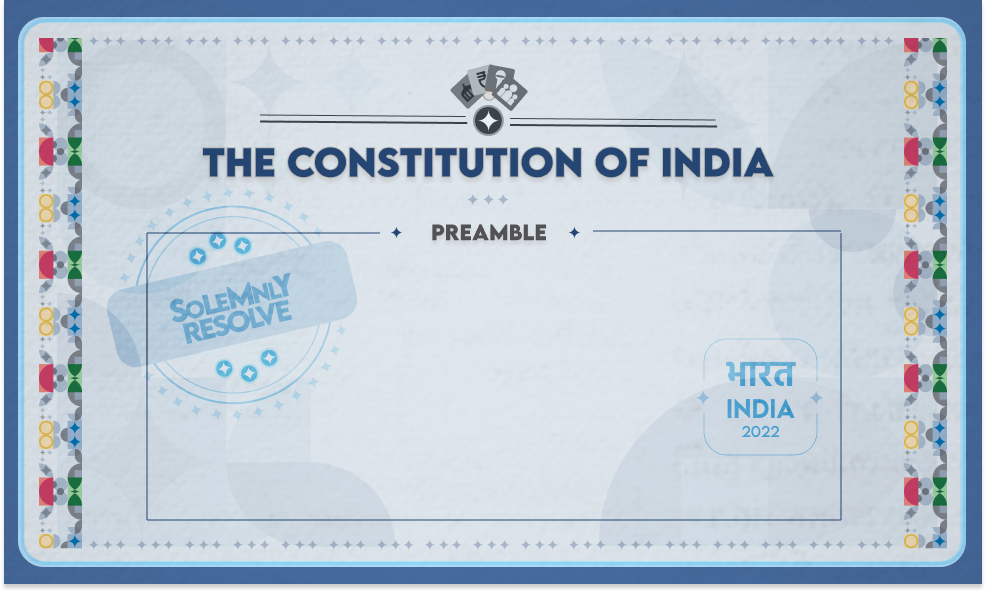 THE CONSTITUTION OF INDIA
PREAMBLE
SOLEMNLY
RESOLVE
भारत
INDIA
2022